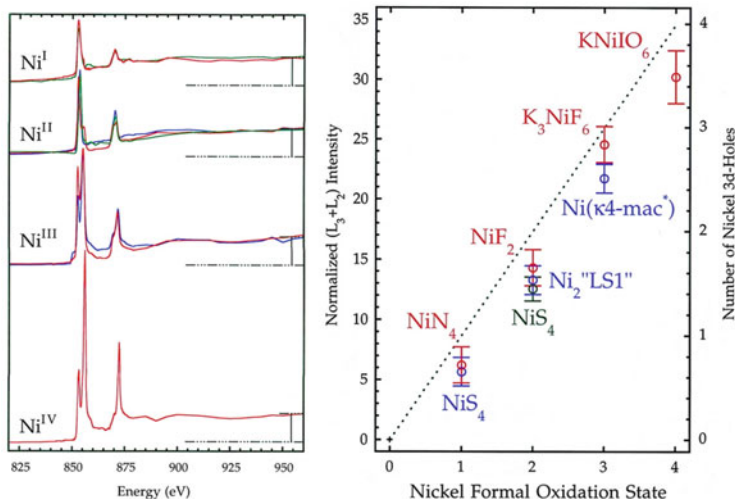 Ni^I
Ni^II
Ni^III
Ni^IV
825 850 875 900 925 950
Energy (eV)
Normalized (L₃+L₂) Intensity
35
30
25
20
15
10
5
0
KNiIO₆
K₃NiF₆
Ni(κ4-mac*)
NiF₂
Ni₂"LS1"
NiS₄
NiN₄
NiS₄
0 1 2 3 4
Nickel Formal Oxidation State
4
3
2
1
0
Number of Nickel 3d-Holes